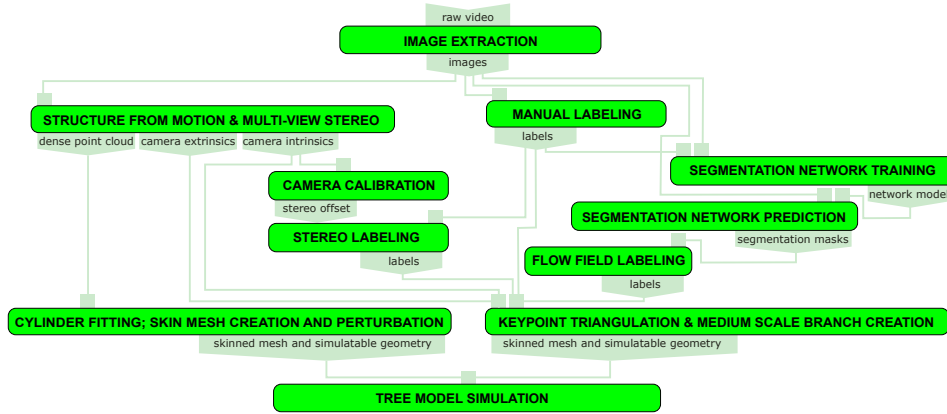 raw video
IMAGE EXTRACTION
images
STRUCTURE FROM MOTION & MULTI-VIEW STEREO
MANUAL LABELING
dense point cloud camera extrinsics camera intrinsics
labels
SEGMENTATION NETWORK TRAINING
CAMERA CALIBRATION
network model
stereo offset
SEGMENTATION NETWORK PREDICTION
STEREO LABELING
segmentation masks
labels
FLOW FIELD LABELING
labels
CYLINDER FITTING; SKIN MESH CREATION AND PERTURBATION
KEYPOINT TRIANGULATION & MEDIUM SCALE BRANCH CREATION
skinned mesh and simulatable geometry
skinned mesh and simulatable geometry
TREE MODEL SIMULATION